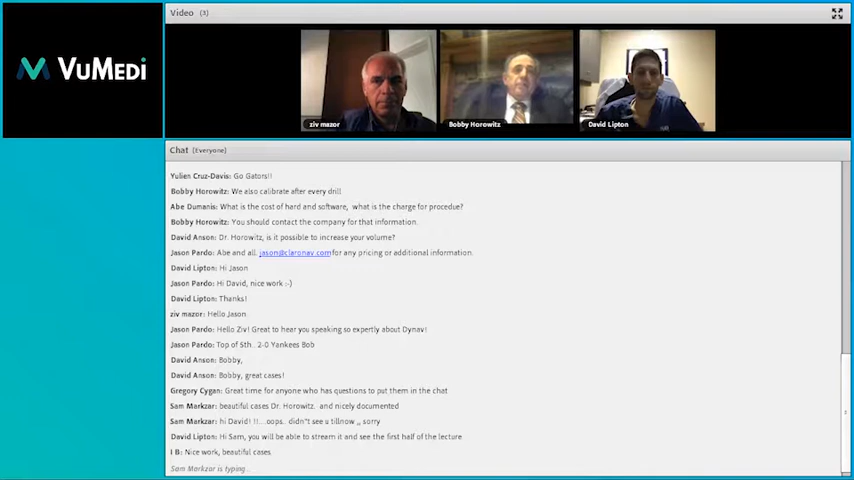 VUMEDI
Video (3)
ziv mazor
Bobby Horowitz
David Lipton
Chat (Everyone)
Yulien Cruz-Davis: Go Gators!!
Bobby Horowitz: We also calibrate after every drill
Abe Dumanis: What is the cost of hard and software, what is the charge for procedue?
Bobby Horowitz: You should contact the company for that information.
David Anson: Dr. Horowitz, is it possible to increase your volume?
Jason Pardo: Abe and all, jason@claronav.com for any pricing or additional information.
David Lipton: Hi Jason
Jason Pardo: Hi David, nice work :-)
David Lipton: Thanks!
ziv mazor: Hello Jason
Jason Pardo: Hello Ziv! Great to hear you speaking so expertly about Dynav!
Jason Pardo: Top of 5th.. 2-0 Yankees Bob
David Anson: Bobby,
David Anson: Bobby, great cases!
Gregory Cygan: Great time for anyone who has questions to put them in the chat
Sam Markzar: beautiful cases Dr. Horowitz. and nicely documented
Sam Markzar: hi David! !!...oops.. didn"t see u tillnow ,, sorry
David Lipton: Hi Sam, you will be able to stream it and see the first half of the lecture
I B: Nice work, beautiful cases
Sam Markzar is typing..